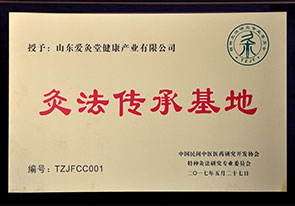 授予：山东爱灸堂健康产业有限公司
灸法传承基地
编号：TZJFCC001
中国民间中医医药研究开发协会
特种灸法研究专业委员会
二〇一七年五月二十七日